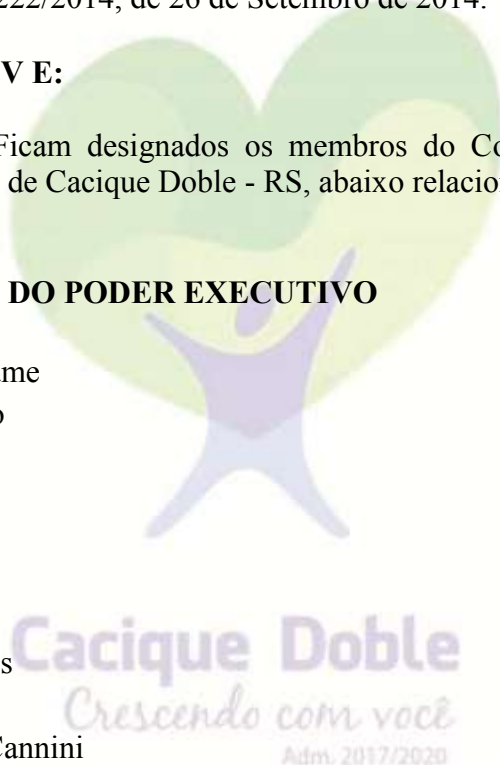 222/2014, de 26 de Setembro de 2014.
V E:
Ficam designados os membros do Co
de Cacique Doble - RS, abaixo relacio
DO PODER EXECUTIVO
ame
o
s
Cacique Doble
Crescendo com você
Cannini
Adm. 2017/2020